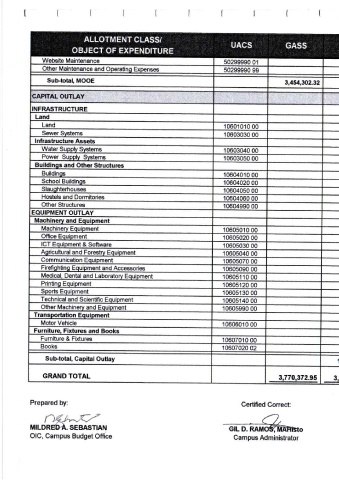 ALLOTMENT CLASS/ OBJECT OF EXPENDITURE UACS GASS
Website Maintenance 50299990 01
Other Maintenance and Operating Expenses 50299990 99
Sub-total, MOOE 3,454,302.32
CAPITAL OUTLAY
INFRASTRUCTURE
Land
Land 10601010 00
Sewer Systems 10603030 00
Infrastructure Assets
Water Supply Systems 10603040 00
Power Supply Systems 10603050 00
Buildings and Other Structures
Buildings 10604010 00
School Buildings 10604020 00
Slaughterhouses 10604050 00
Hostels and Dormitories 10604060 00
Other Structures 10604990 00
EQUIPMENT OUTLAY
Machinery and Equipment
Machinery Equipment 10605010 00
Office Equipment 10605020 00
ICT Equipment & Software 10605030 00
Agricultural and Forestry Equipment 10605040 00
Communication Equipment 10605070 00
Firefighting Equipment and Accessories 10605090 00
Medical, Dental and Laboratory Equipment 10605110 00
Printing Equipment 10605120 00
Sports Equipment 10605130 00
Technical and Scientific Equipment 10605140 00
Other Machinery and Equipment 10605990 00
Transportation Equipment
Motor Vehicle 10606010 00
Furniture, Fixtures and Books
Furniture & Fixtures 10607010 00
Books 10607020 02
Sub-total, Capital Outlay 1
GRAND TOTAL 3,770,372.95 3,
Prepared by: Certified Correct:
MILDRED A. SEBASTIAN GIL D. RAMOS, MAHisto
OIC, Campus Budget Office Campus Administrator